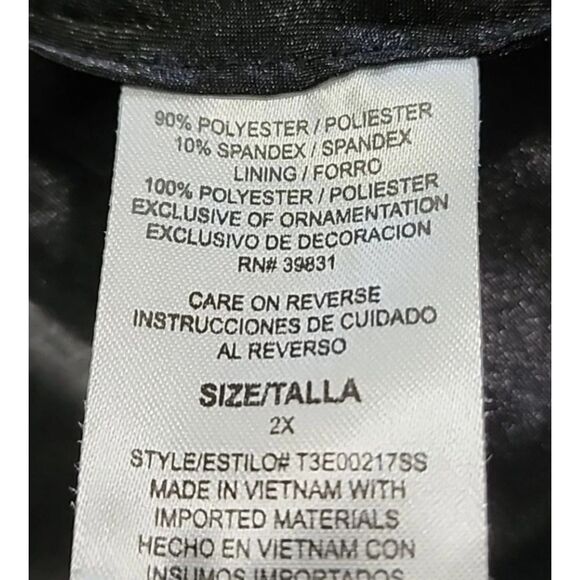 90% POLYESTER / POLIESTER
10% SPANDEX / SPANDEX
LINING / FORRO
100% POLYESTER / POLIESTER
EXCLUSIVE OF ORNAMENTATION
EXCLUSIVO DE DECORACION
RN# 39831
CARE ON REVERSE
INSTRUCCIONES DE CUIDADO
AL REVERSO
SIZE/TALLA
2X
STYLE/ESTILO# T3E00217SS
MADE IN VIETNAM WITH
IMPORTED MATERIALS
HECHO EN VIETNAM CON
INSUMOS IMPORTADOS